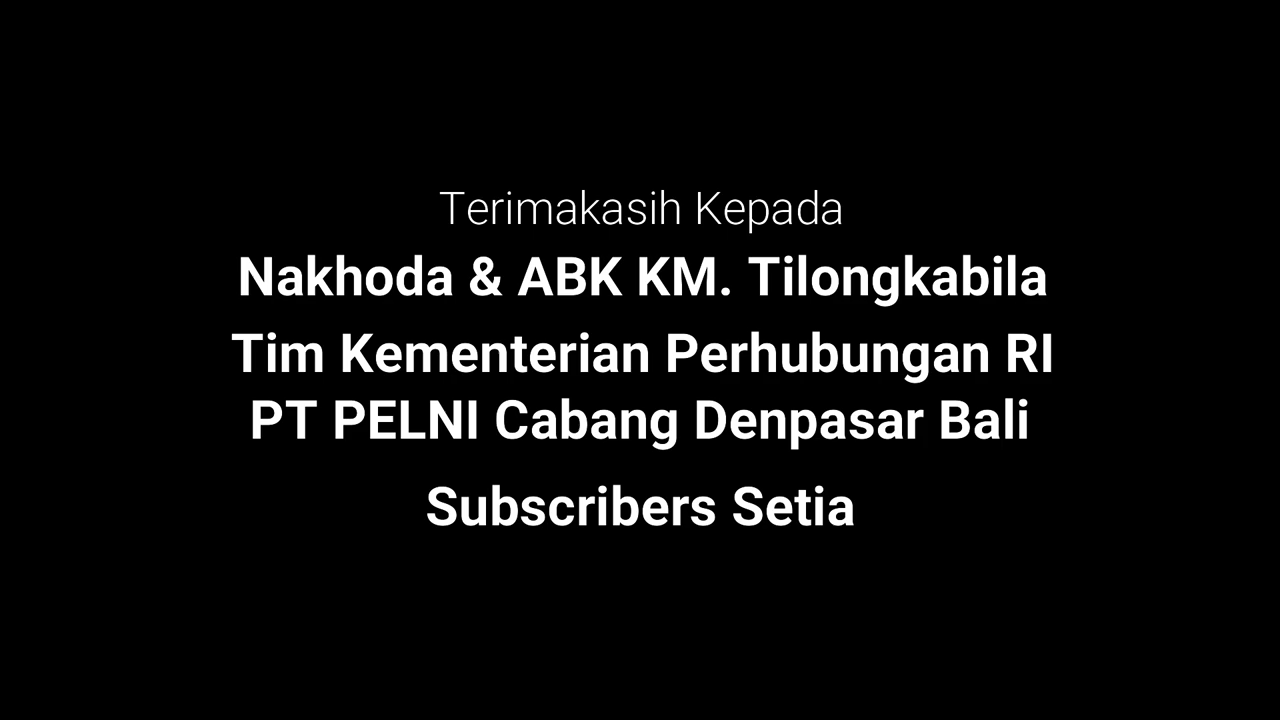 Terimakasih Kepada
Nakhoda & ABK KM. Tilongkabila
Tim Kementerian Perhubungan RI
PT PELNI Cabang Denpasar Bali
Subscribers Setia